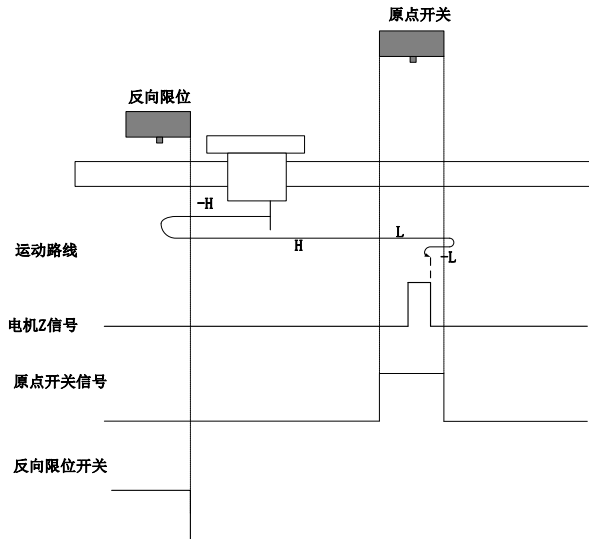 原点开关
反向限位
-H
H
L
-L
运动路线
电机Z信号
原点开关信号
反向限位开关